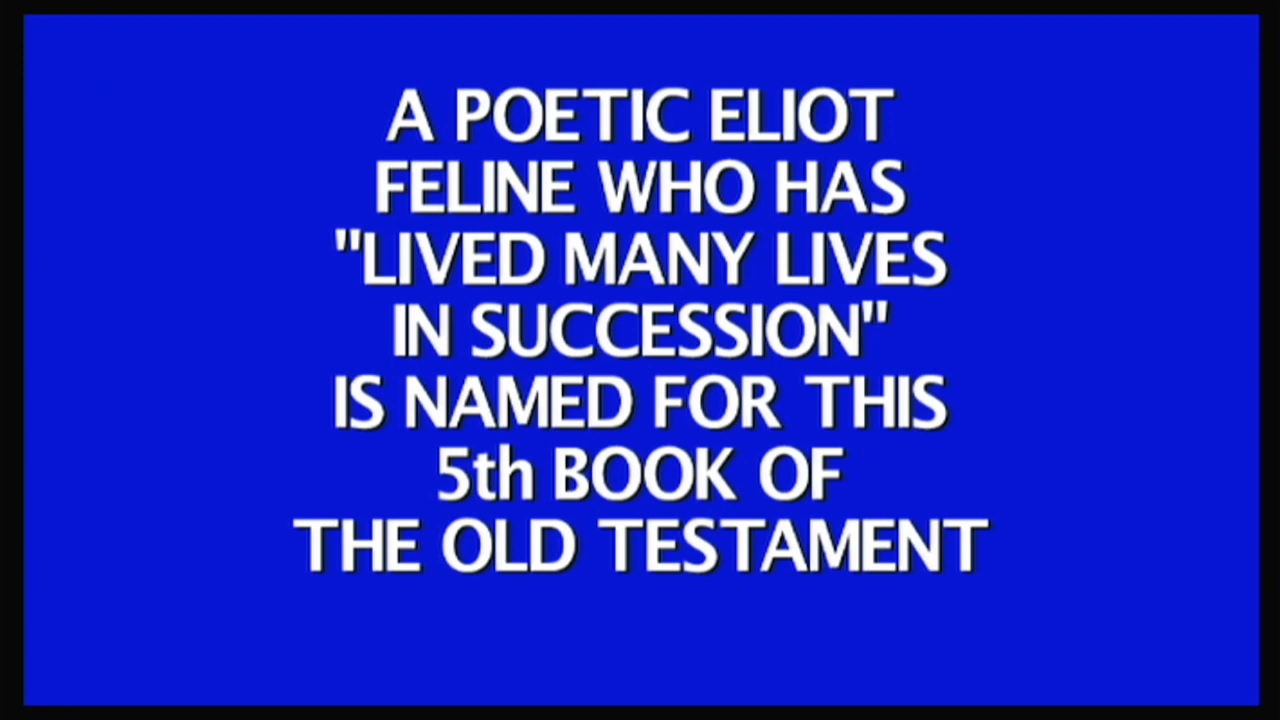 A POETIC ELIOT
FELINE WHO HAS
"LIVED MANY LIVES
IN SUCCESSION"
IS NAMED FOR THIS
5th BOOK OF
THE OLD TESTAMENT